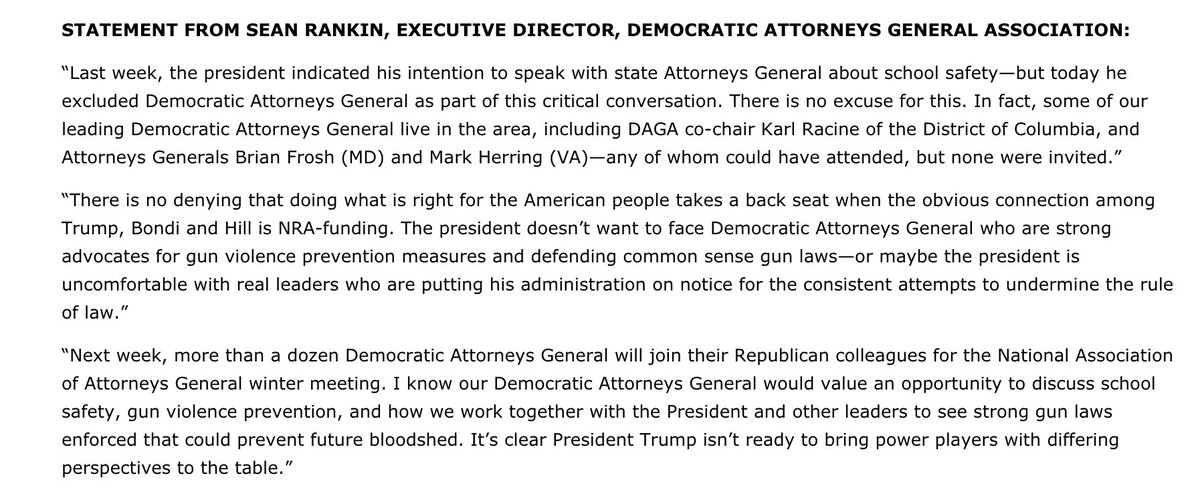 STATEMENT FROM SEAN RANKIN, EXECUTIVE DIRECTOR, DEMOCRATIC ATTORNEYS GENERAL ASSOCIATION:
“Last week, the president indicated his intention to speak with state Attorneys General about school safety—but today he
excluded Democratic Attorneys General as part of this critical conversation. There is no excuse for this. In fact, some of our
leading Democratic Attorneys General live in the area, including DAGA co-chair Karl Racine of the District of Columbia, and
Attorneys Generals Brian Frosh (MD) and Mark Herring (VA)—any of whom could have attended, but none were invited.”
“There is no denying that doing what is right for the American people takes a back seat when the obvious connection among
Trump, Bondi and Hill is NRA-funding. The president doesn’t want to face Democratic Attorneys General who are strong
advocates for gun violence prevention measures and defending common sense gun laws—or maybe the president is
uncomfortable with real leaders who are putting his administration on notice for the consistent attempts to undermine the rule
of law.”
“Next week, more than a dozen Democratic Attorneys General will join their Republican colleagues for the National Association
of Attorneys General winter meeting. I know our Democratic Attorneys General would value an opportunity to discuss school
safety, gun violence prevention, and how we work together with the President and other leaders to see strong gun laws
enforced that could prevent future bloodshed. It’s clear President Trump isn’t ready to bring power players with differing
perspectives to the table.”